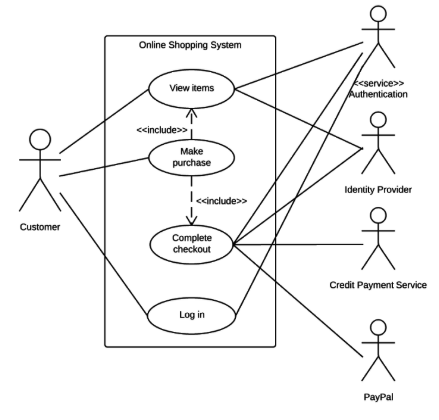 Online Shopping System
View items
<<include>>
Make
purchase
<<include>>
Complete
checkout
Log in
Customer
<<service>>
Authentication
Identity Provider
Credit Payment Service
PayPal